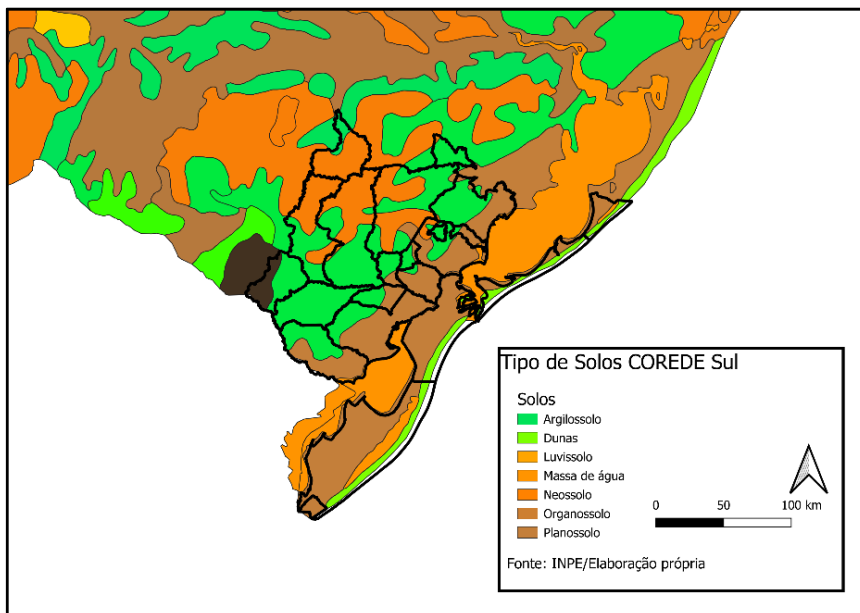 Tipo de Solos COREDE Sul
Solos
Argilossolo
Dunas
Luvissolo
Massa de água
Neossolo
Organossolo
Planossolo
0 50 100 km
Fonte: INPE/Elaboração própria